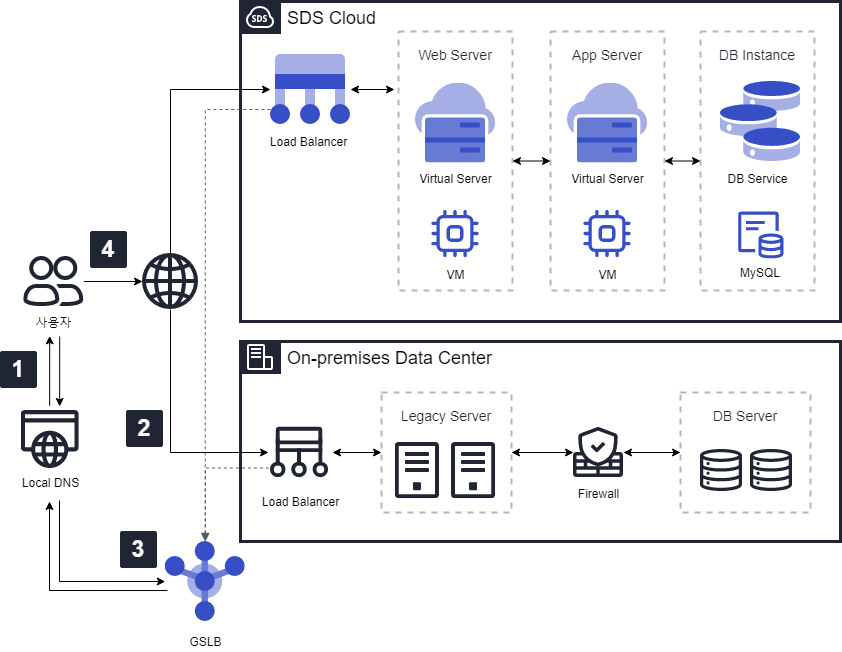 SDS
SDS Cloud
Web Server
App Server
DB Instance
Load Balancer
Virtual Server
Virtual Server
DB Service
VM
VM
MySQL
4
사용자
1
2
3
Local DNS
GSLB
On-premises Data Center
Legacy Server
DB Server
Load Balancer
Firewall